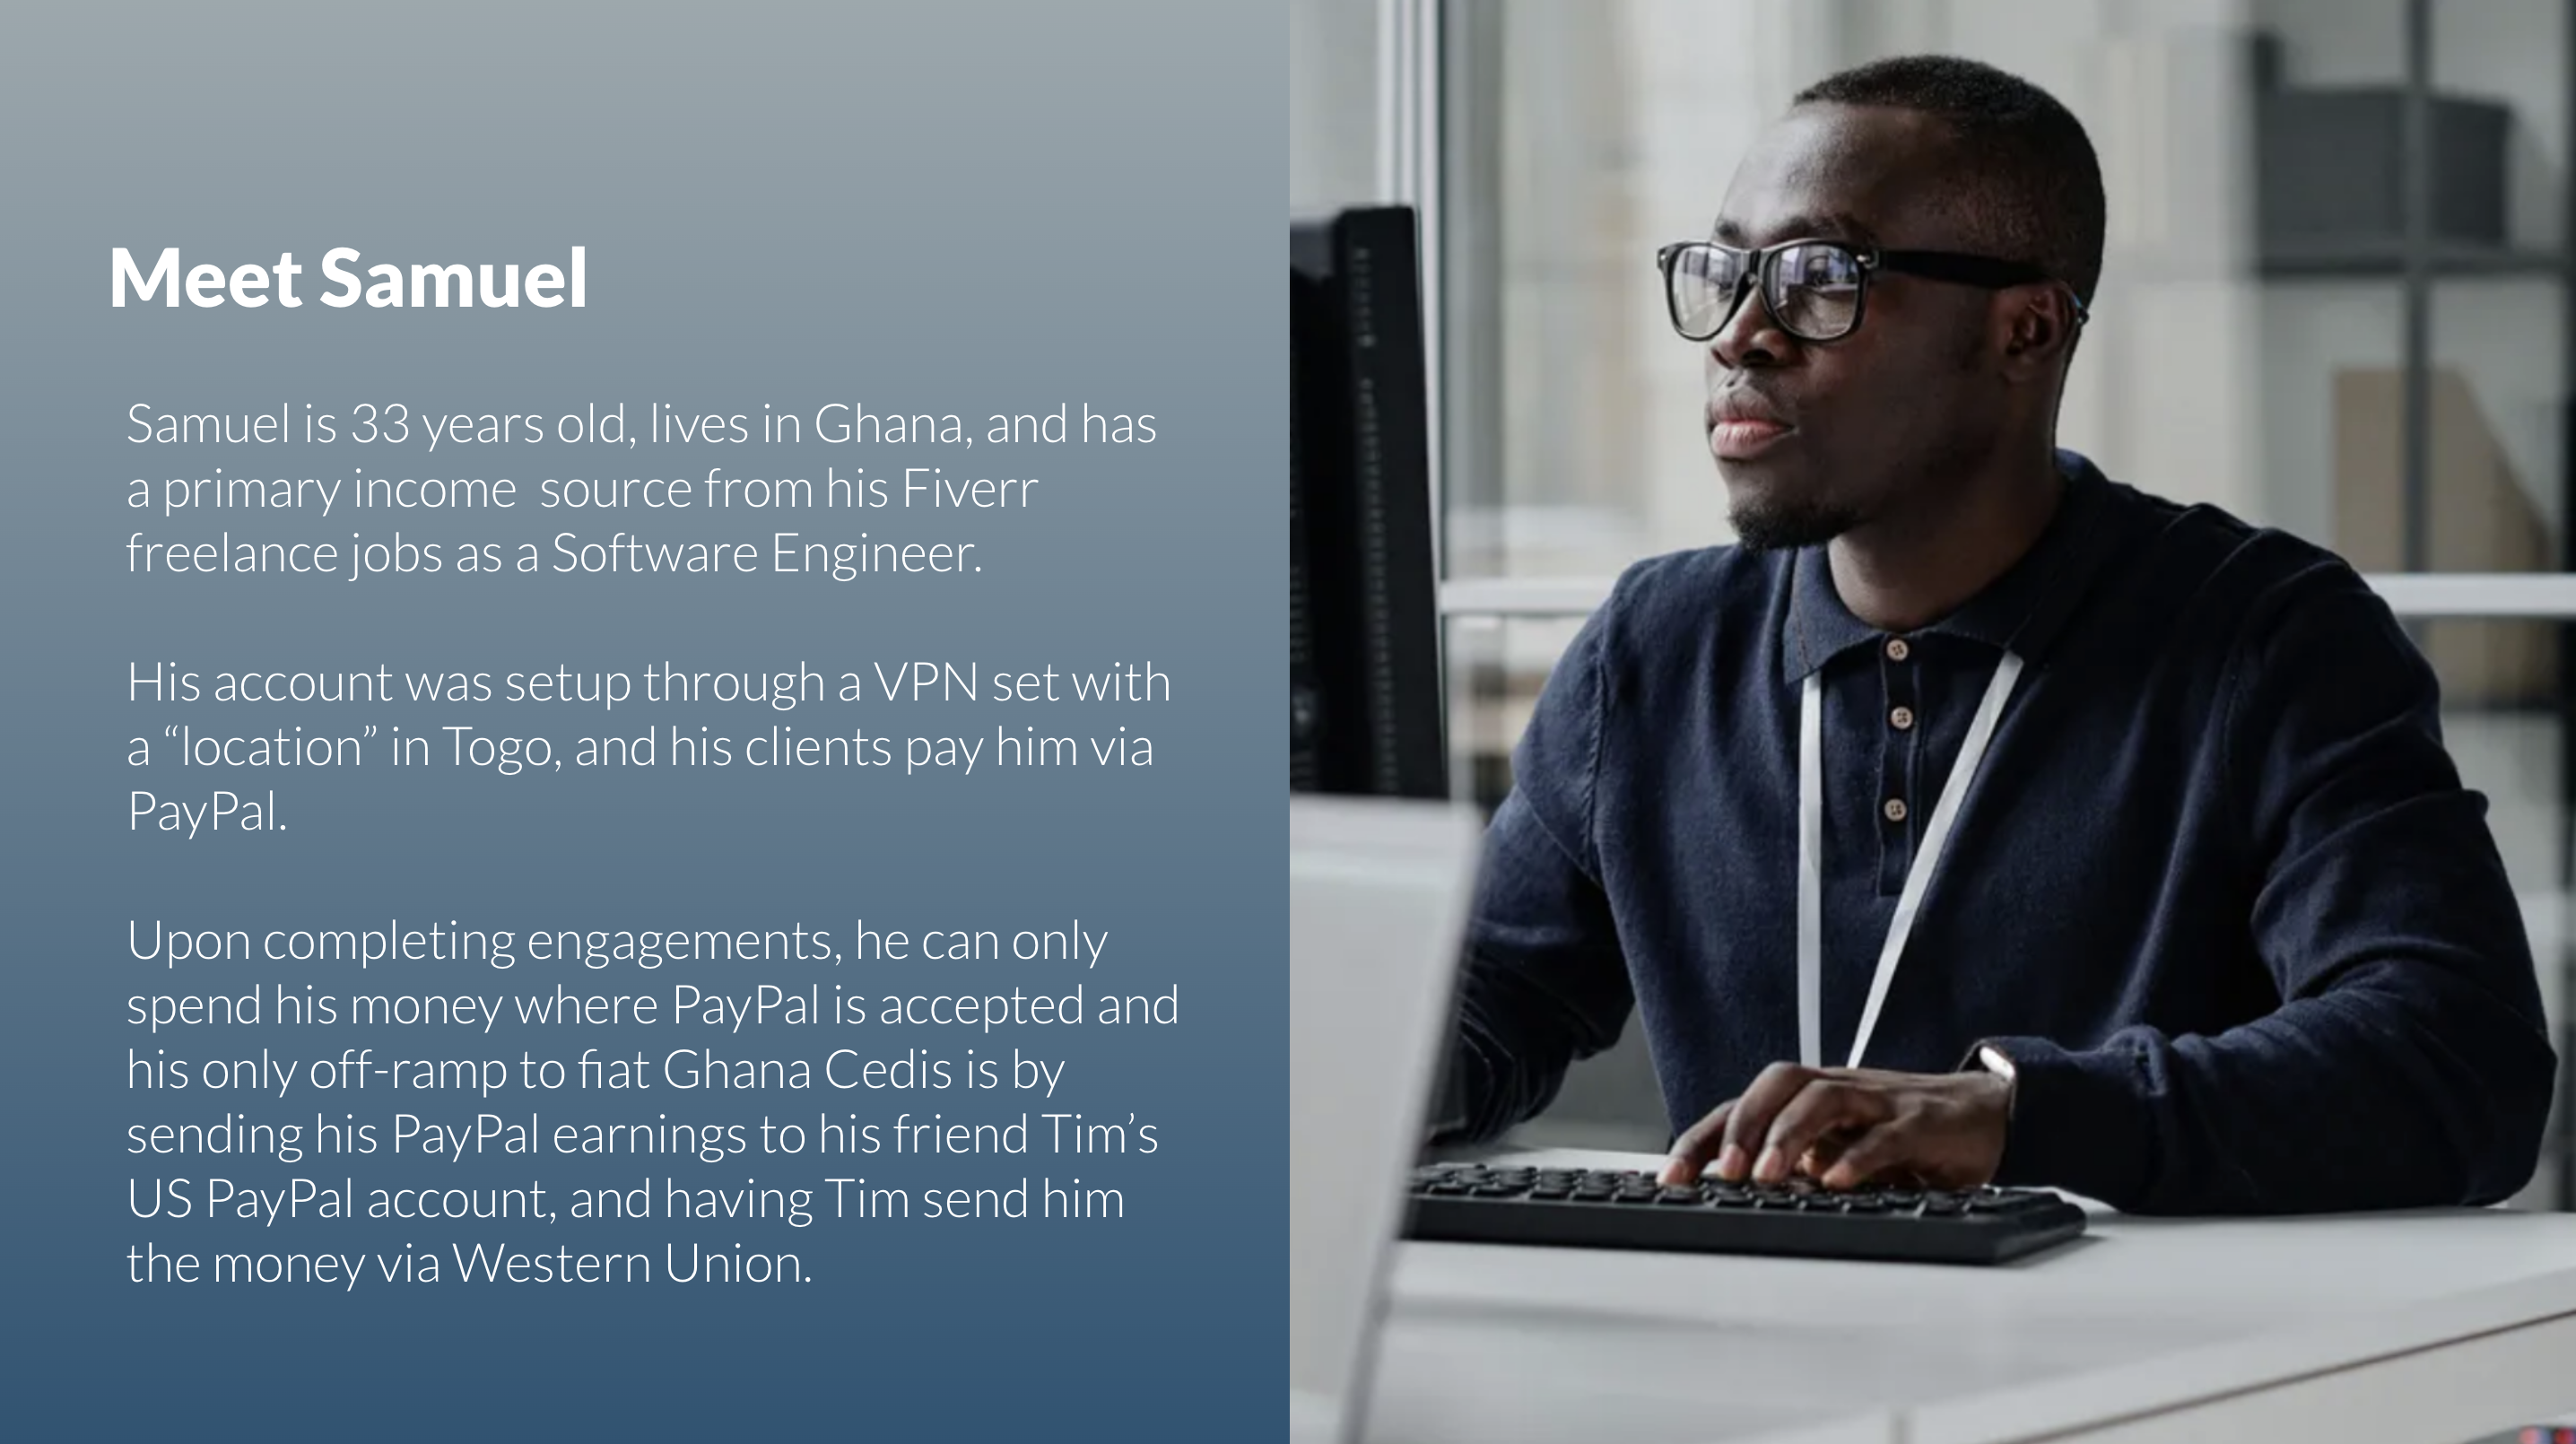 Meet Samuel
Samuel is 33 years old, lives in Ghana, and has
a primary income  source from his Fiverr
freelance jobs as a Software Engineer.
His account was setup through a VPN set with
a “location” in Togo, and his clients pay him via
PayPal.
Upon completing engagements, he can only
spend his money where PayPal is accepted and
his only off-ramp to fiat Ghana Cedis is by
sending his PayPal earnings to his friend Tim’s
US PayPal account, and having Tim send him
the money via Western Union.